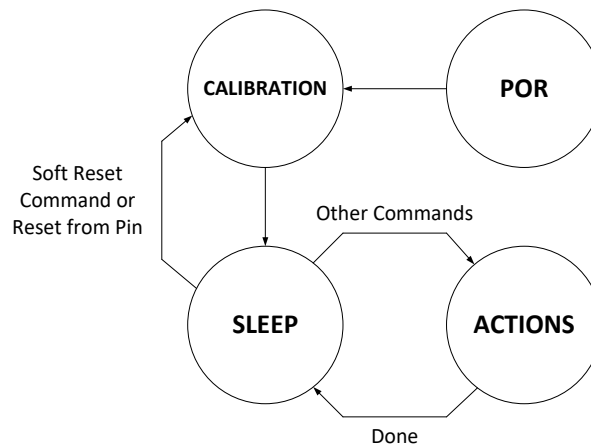 CALIBRATION
POR
Soft Reset
Command or
Reset from Pin
Other Commands
SLEEP
ACTIONS
Done